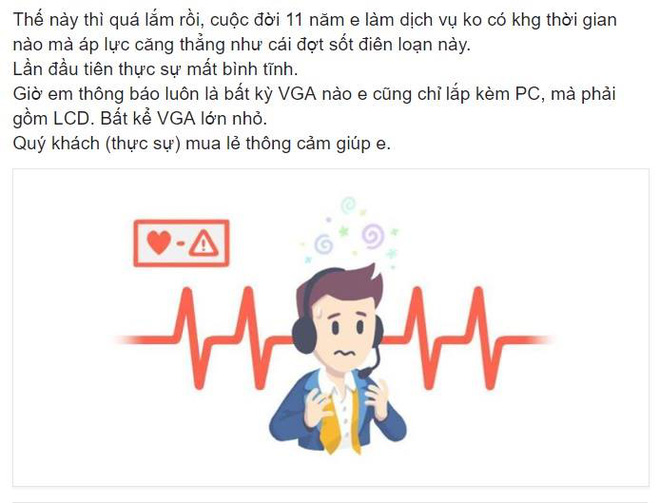 Thế này thì quá lắm rồi, cuộc đời 11 năm e làm dịch vụ ko có khg thời gian
nào mà áp lực căng thẳng như cái đợt sốt điên loạn này.
Lần đầu tiên thực sự mất bình tĩnh.
Giờ em thông báo luôn là bất kỳ VGA nào e cũng chỉ lắp kèm PC, mà phải
gồm LCD. Bất kể VGA lớn nhỏ.
Quý khách (thực sự) mua lẻ thông cảm giúp e.